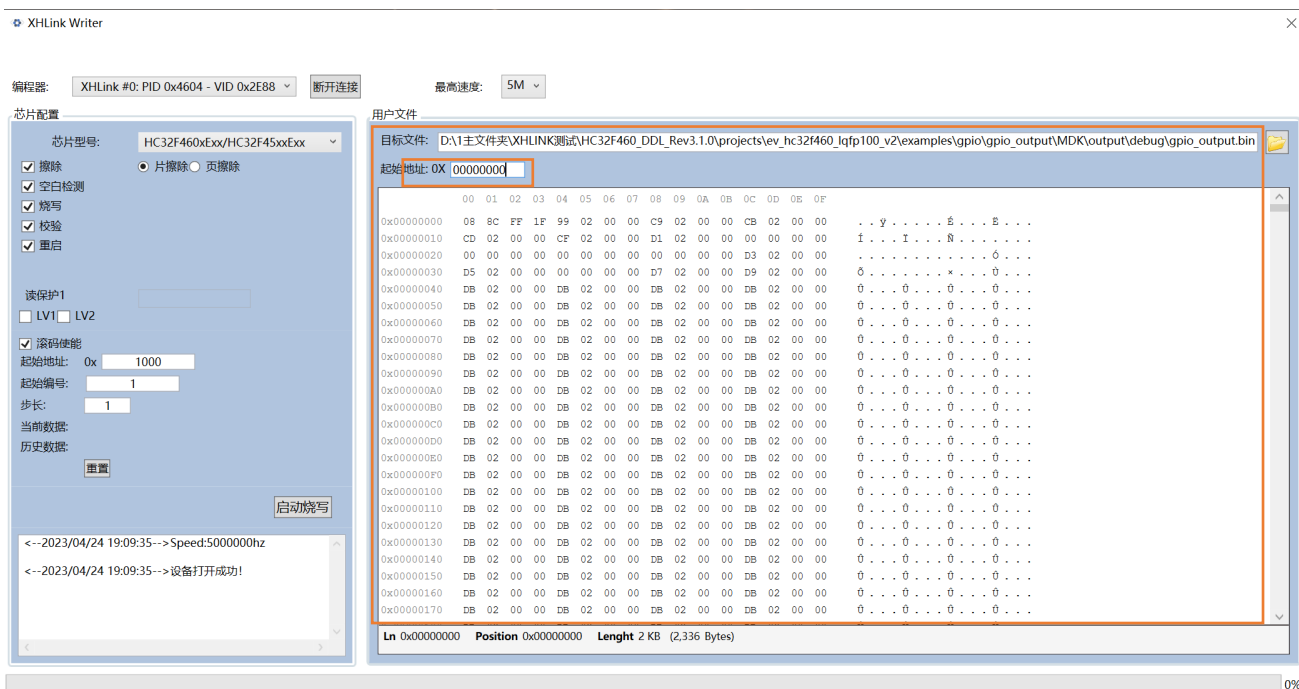 XHLink Writer
编程器: XHLink #0: PID 0x4604 - VID 0x2E88 断开连接 最高速度: 5M
芯片配置
芯片型号: HC32F460xExx/HC32F45xxExx
擦除 片擦除 页擦除
空白检测
烧写
校验
重启
读保护1
LV1 LV2
滚码使能
起始地址: 0x 1000
起始编号: 1
步长: 1
当前数据:
历史数据:
重置
启动烧写
<--2023/04/24 19:09:35-->Speed:5000000hz
<--2023/04/24 19:09:35-->设备打开成功!
用户文件
目标文件: D:\1主文件夹\XHLINK测试\HC32F460_DDL_Rev3.1.0\projects\ev_hc32f460_lqfp100_v2\examples\gpio\gpio_output\MDK\output\debug\gpio_output.bin
起始地址: 0X 00000000
00 01 02 03 04 05 06 07 08 09 0A 0B 0C 0D 0E 0F
0x00000000 08 8C FF 1F 99 02 00 00 C9 02 00 00 CB 02 00 00 . . ÿ . . . . . É . . . Ë . . .
0x00000010 CD 02 00 00 CF 02 00 00 D1 02 00 00 00 00 00 00 Í . . . Ï . . . Ñ . . . . . . .
0x00000020 00 00 00 00 00 00 00 00 00 00 00 00 D3 02 00 00 . . . . . . . . . . . . Ó . . .
0x00000030 D5 02 00 00 00 00 00 00 D7 02 00 00 D9 02 00 00 Õ . . . . . . . × . . . Ù . . .
0x00000040 DB 02 00 00 DB 02 00 00 DB 02 00 00 DB 02 00 00 Û . . . Û . . . Û . . . Û . . .
0x00000050 DB 02 00 00 DB 02 00 00 DB 02 00 00 DB 02 00 00 Û . . . Û . . . Û . . . Û . . .
0x00000060 DB 02 00 00 DB 02 00 00 DB 02 00 00 DB 02 00 00 Û . . . Û . . . Û . . . Û . . .
0x00000070 DB 02 00 00 DB 02 00 00 DB 02 00 00 DB 02 00 00 Û . . . Û . . . Û . . . Û . . .
0x00000080 DB 02 00 00 DB 02 00 00 DB 02 00 00 DB 02 00 00 Û . . . Û . . . Û . . . Û . . .
0x00000090 DB 02 00 00 DB 02 00 00 DB 02 00 00 DB 02 00 00 Û . . . Û . . . Û . . . Û . . .
0x000000A0 DB 02 00 00 DB 02 00 00 DB 02 00 00 DB 02 00 00 Û . . . Û . . . Û . . . Û . . .
0x000000B0 DB 02 00 00 DB 02 00 00 DB 02 00 00 DB 02 00 00 Û . . . Û . . . Û . . . Û . . .
0x000000C0 DB 02 00 00 DB 02 00 00 DB 02 00 00 DB 02 00 00 Û . . . Û . . . Û . . . Û . . .
0x000000D0 DB 02 00 00 DB 02 00 00 DB 02 00 00 DB 02 00 00 Û . . . Û . . . Û . . . Û . . .
0x000000E0 DB 02 00 00 DB 02 00 00 DB 02 00 00 DB 02 00 00 Û . . . Û . . . Û . . . Û . . .
0x000000F0 DB 02 00 00 DB 02 00 00 DB 02 00 00 DB 02 00 00 Û . . . Û . . . Û . . . Û . . .
0x00000100 DB 02 00 00 DB 02 00 00 DB 02 00 00 DB 02 00 00 Û . . . Û . . . Û . . . Û . . .
0x00000110 DB 02 00 00 DB 02 00 00 DB 02 00 00 DB 02 00 00 Û . . . Û . . . Û . . . Û . . .
0x00000120 DB 02 00 00 DB 02 00 00 DB 02 00 00 DB 02 00 00 Û . . . Û . . . Û . . . Û . . .
0x00000130 DB 02 00 00 DB 02 00 00 DB 02 00 00 DB 02 00 00 Û . . . Û . . . Û . . . Û . . .
0x00000140 DB 02 00 00 DB 02 00 00 DB 02 00 00 DB 02 00 00 Û . . . Û . . . Û . . . Û . . .
0x00000150 DB 02 00 00 DB 02 00 00 DB 02 00 00 DB 02 00 00 Û . . . Û . . . Û . . . Û . . .
0x00000160 DB 02 00 00 DB 02 00 00 DB 02 00 00 DB 02 00 00 Û . . . Û . . . Û . . . Û . . .
0x00000170 DB 02 00 00 DB 02 00 00 DB 02 00 00 DB 02 00 00 Û . . . Û . . . Û . . . Û . . .
Ln 0x00000000 Position 0x00000000 Lenght 2 KB (2,336 Bytes)
0%